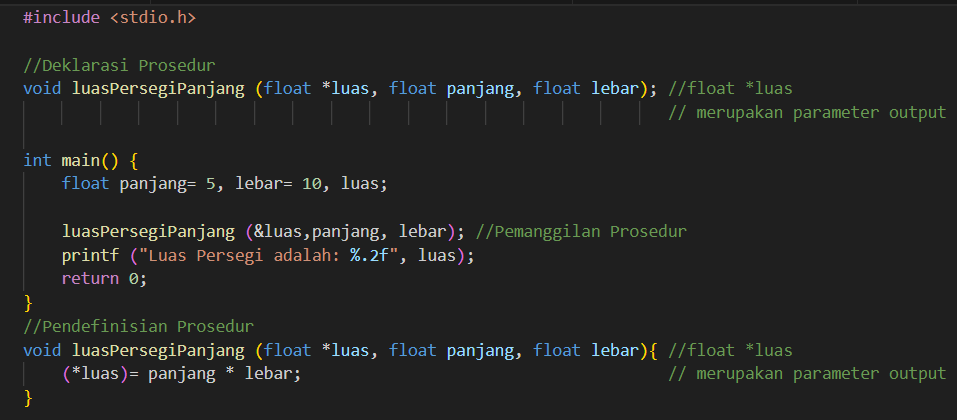 #include <stdio.h>
//Deklarasi Prosedur
void luasPersegiPanjang (float *luas, float panjang, float lebar); //float *luas
// merupakan parameter output
int main() {
float panjang= 5, lebar= 10, luas;
luasPersegiPanjang (&luas,panjang, lebar); //Pemanggilan Prosedur
printf ("Luas Persegi adalah: %.2f", luas);
return 0;
}
//Pendefinisian Prosedur
void luasPersegiPanjang (float *luas, float panjang, float lebar){ //float *luas
(*luas)= panjang * lebar; // merupakan parameter output
}